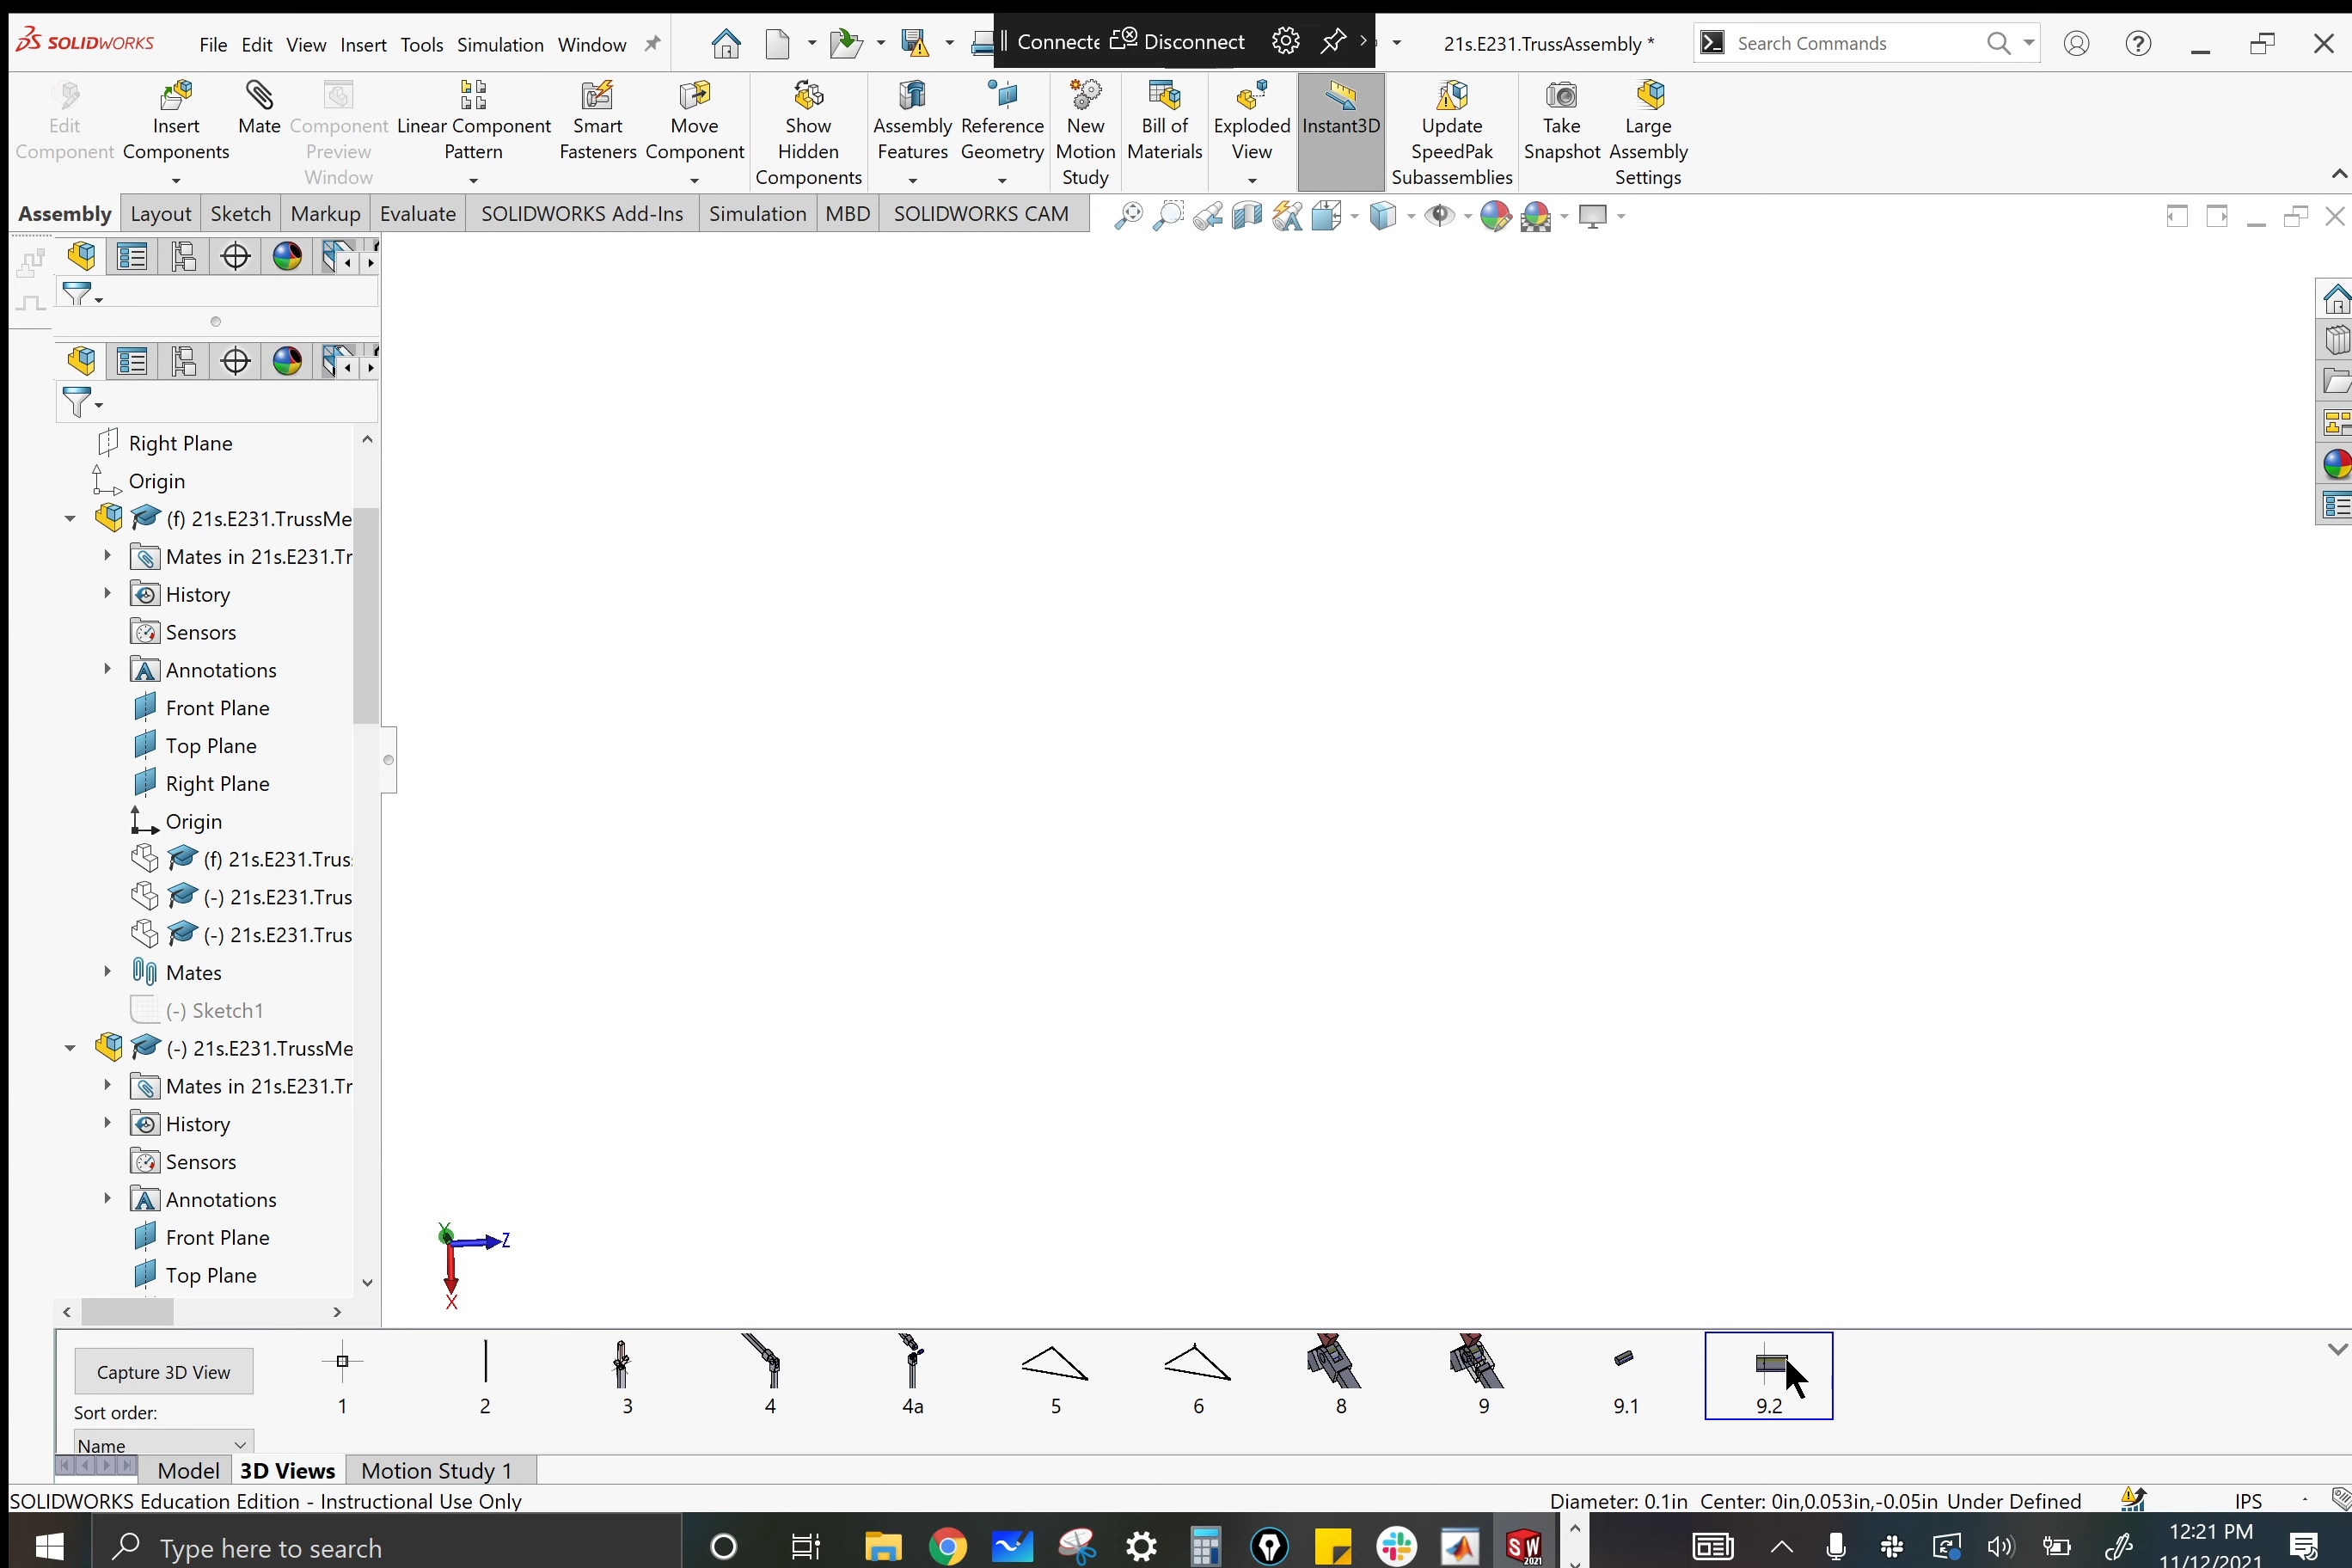 SOLIDWORKS File Edit View Insert Tools Simulation Window Connecte Disconnect 21s.E231.TrussAssembly * Search Commands
Edit Component
Insert Components
Mate
Component Preview Window
Linear Component Pattern
Smart Fasteners
Move Component
Show Hidden Components
Assembly Features
Reference Geometry
New Motion Study
Bill of Materials
Exploded View
Instant3D
Update SpeedPak Subassemblies
Take Snapshot
Large Assembly Settings
Assembly Layout Sketch Markup Evaluate SOLIDWORKS Add-Ins Simulation MBD SOLIDWORKS CAM
Right Plane
Origin
(f) 21s.E231.TrussMe
Mates in 21s.E231.Tr
History
Sensors
Annotations
Front Plane
Top Plane
Right Plane
Origin
(f) 21s.E231.Trus
(-) 21s.E231.Trus
(-) 21s.E231.Trus
Mates
(-) Sketch1
(-) 21s.E231.TrussMe
Mates in 21s.E231.Tr
History
Sensors
Annotations
Front Plane
Top Plane
Y
Z
X
Capture 3D View
Sort order:
Name
1 2 3 4 4a 5 6 8 9 9.1 9.2
Model 3D Views Motion Study 1
SOLIDWORKS Education Edition - Instructional Use Only Diameter: 0.1in Center: 0in,0.053in,-0.05in Under Defined IPS
Type here to search
SW 2021
12:21 PM
11/12/2021